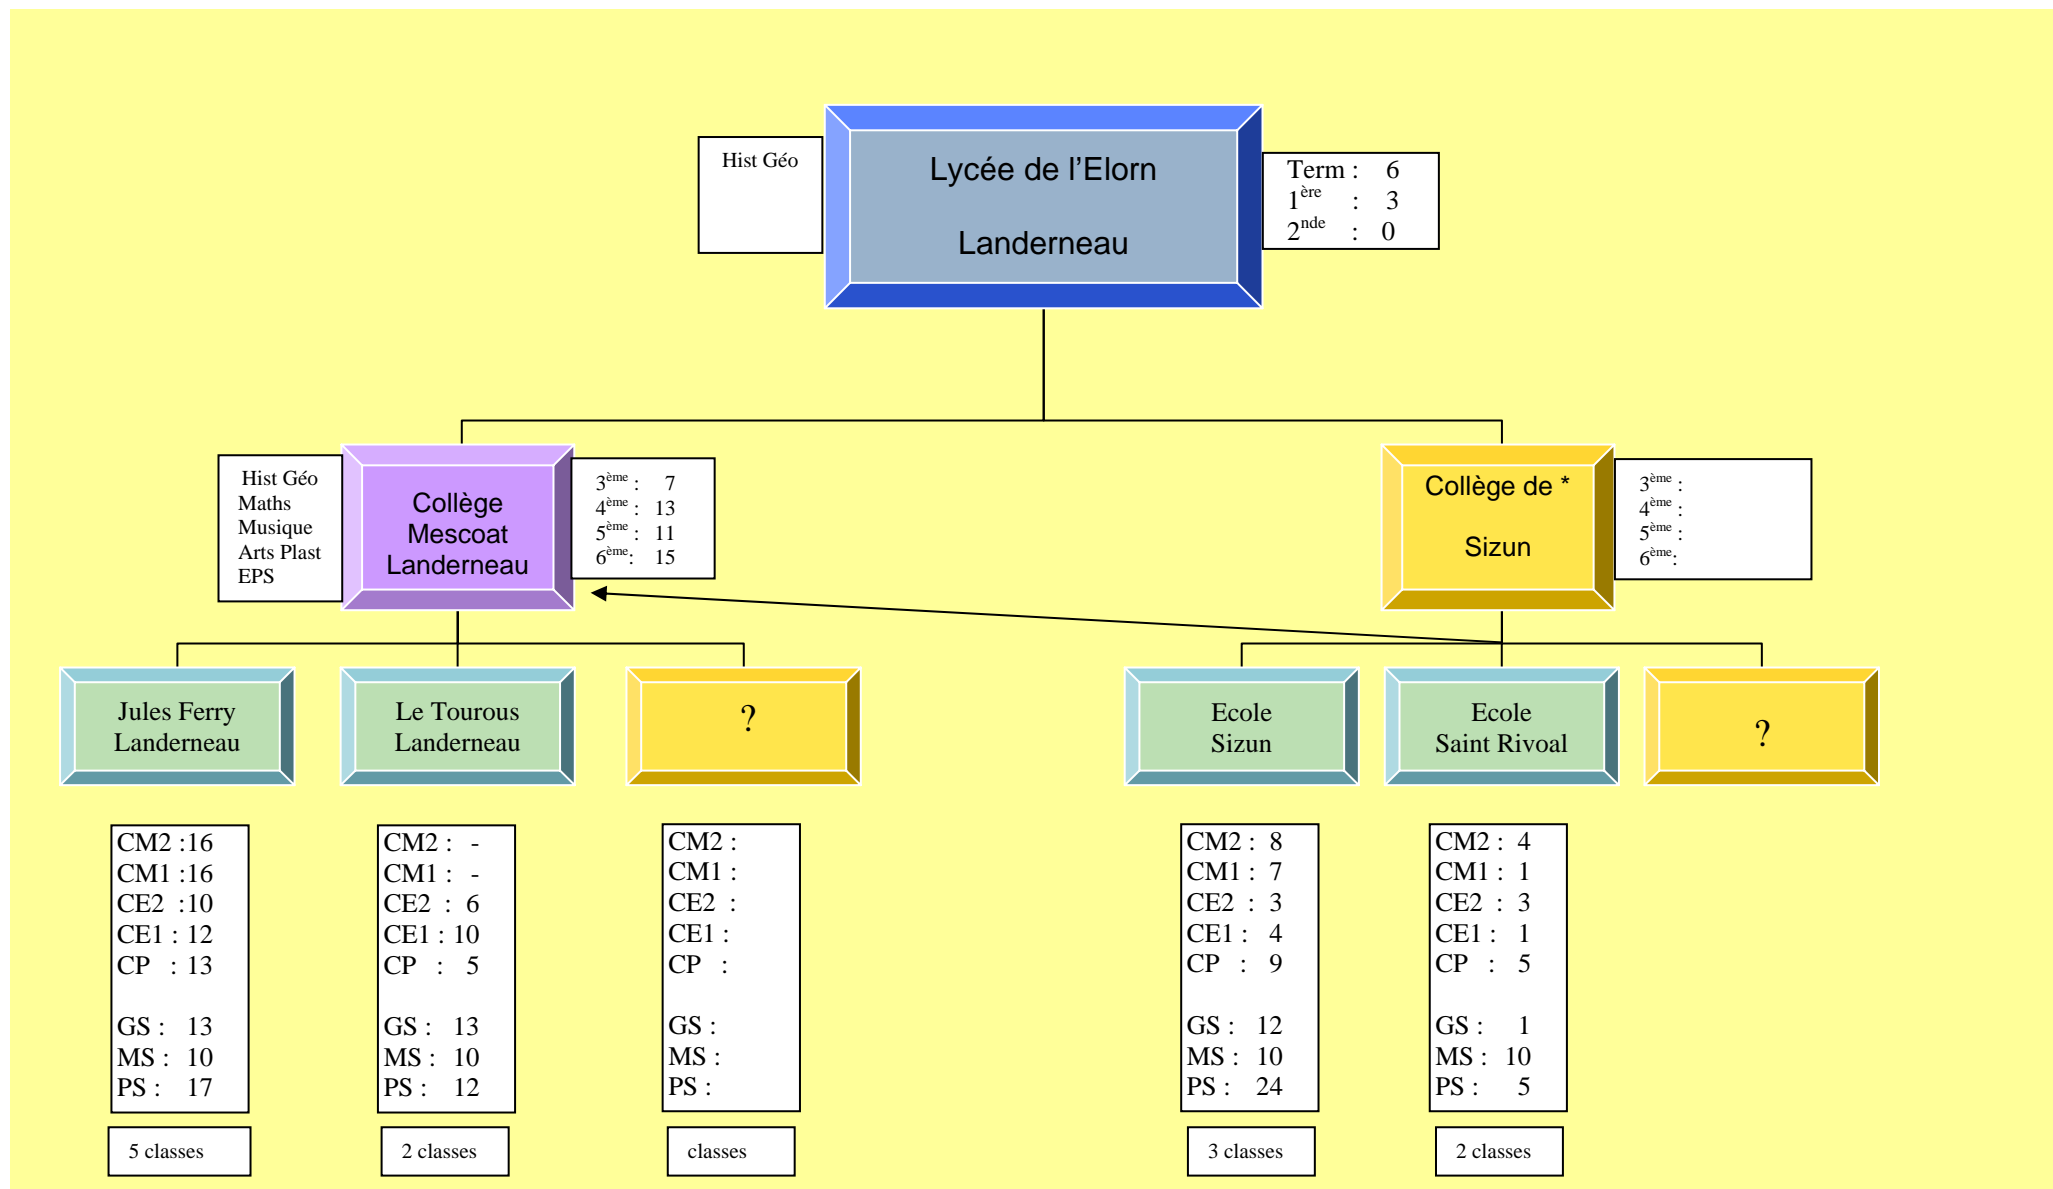 Hist Géo
Lycée de l'Elorn
Landerneau
Term : 6
1ère : 3
2nde : 0
Hist Géo
Maths
Musique
Arts Plast
EPS
Collège
Mescoat
Landerneau
3ème : 7
4ème : 13
5ème : 11
6ème: 15
Collège de *
Sizun
3ème :
4ème :
5ème :
6ème:
Jules Ferry
Landerneau
Le Tourous
Landerneau
?
Ecole
Sizun
Ecole
Saint Rivoal
?
CM2 :16
CM1 :16
CE2 :10
CE1 : 12
CP : 13
GS : 13
MS : 10
PS : 17
CM2 : -
CM1 : -
CE2 : 6
CE1 : 10
CP : 5
GS : 13
MS : 10
PS : 12
CM2 :
CM1 :
CE2 :
CE1 :
CP :
GS :
MS :
PS :
CM2 : 8
CM1 : 7
CE2 : 3
CE1 : 4
CP : 9
GS : 12
MS : 10
PS : 24
CM2 : 4
CM1 : 1
CE2 : 3
CE1 : 1
CP : 5
GS : 1
MS : 10
PS : 5
5 classes
2 classes
classes
3 classes
2 classes